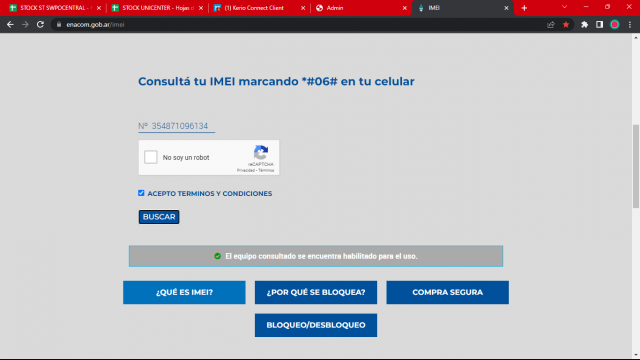 STOCK ST SWPOCENTRAL -
STOCK UNICENTER - Hojas d
(1) Kerio Connect Client
Admin
IMEI
enacom.gob.ar/imei
Consultá tu IMEI marcando *#06# en tu celular
Nº 354871096134
No soy un robot
reCAPTCHA
Privacidad - Términos
ACEPTO TERMINOS Y CONDICIONES
BUSCAR
El equipo consultado se encuentra habilitado para el uso.
¿QUÉ ES IMEI?
¿POR QUÉ SE BLOQUEA?
COMPRA SEGURA
BLOQUEO/DESBLOQUEO